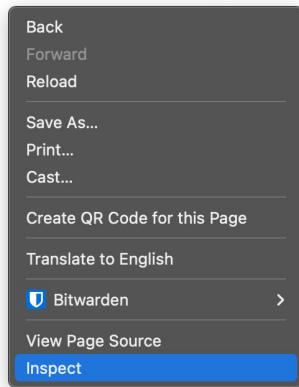 Back
Forward
Reload
Save As...
Print...
Cast...
Create QR Code for this Page
Translate to English
Bitwarden
View Page Source
Inspect